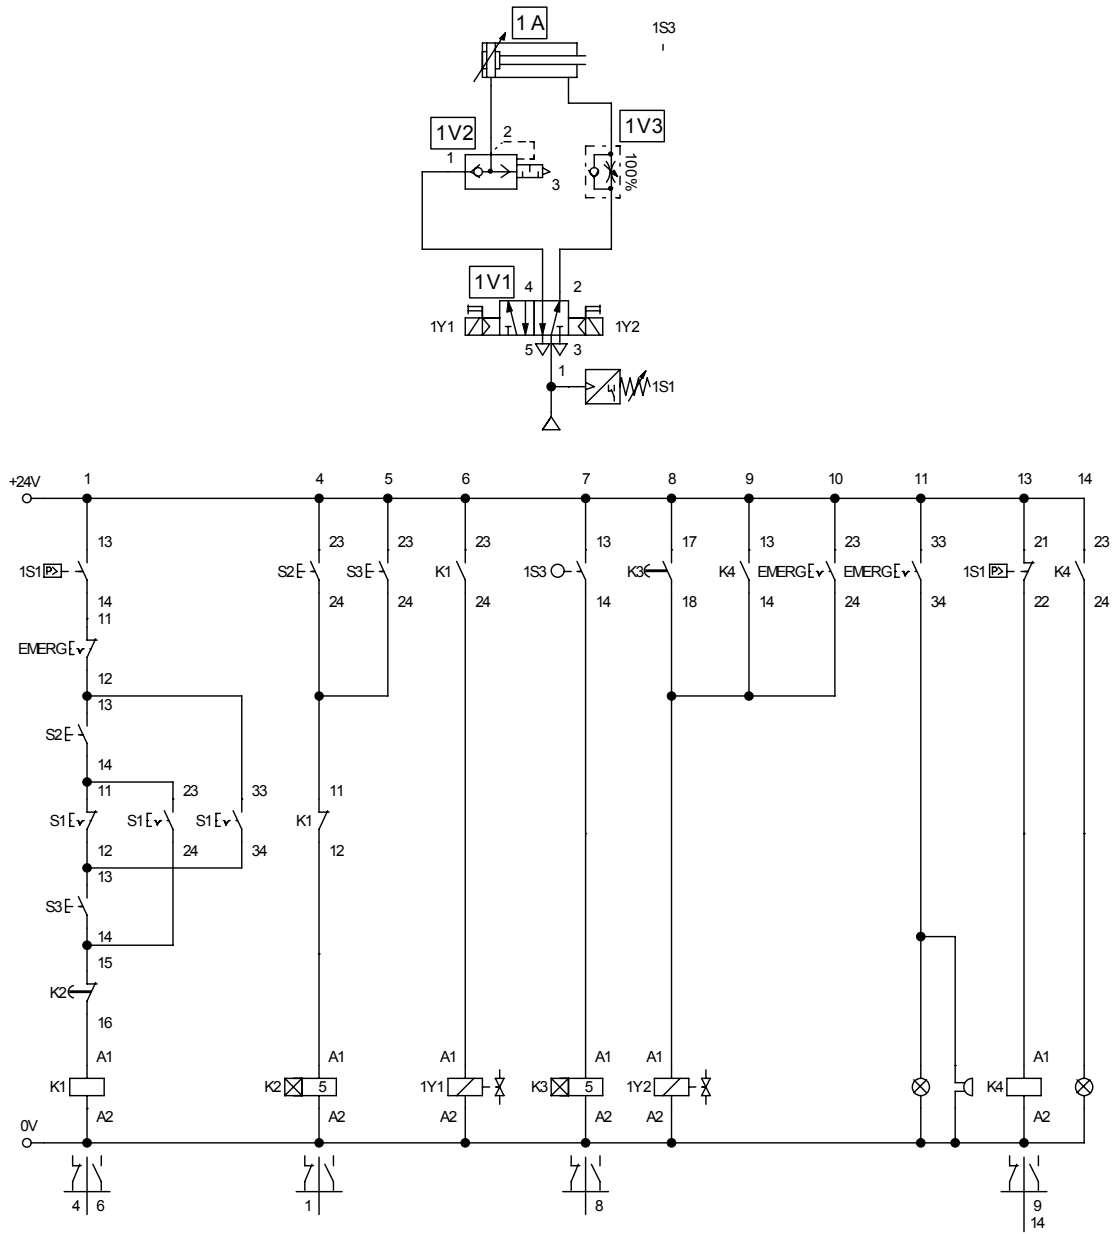 1 A
1S3
1V2
2
1V3
1
3
100%
1V1
4
2
1Y1
1Y2
5
3
1
1S1
+24V
1
4
5
6
7
8
9
10
11
13
14
13
23
23
23
13
17
13
23
33
21
23
1S1
P>
S2
S3
K1
1S3
K3
K4
EMERG
EMERG
1S1
P>
K4
14
24
24
24
14
18
14
24
34
22
24
11
EMERG
12
13
S2
14
11
23
33
11
S1
S1
S1
K1
12
24
34
12
13
S3
14
15
K2
16
A1
A1
A1
A1
A1
A1
K1
K2
5
1Y1
K3
5
1Y2
K4
A2
A2
A2
A2
A2
A2
0V
4
6
1
8
9
14